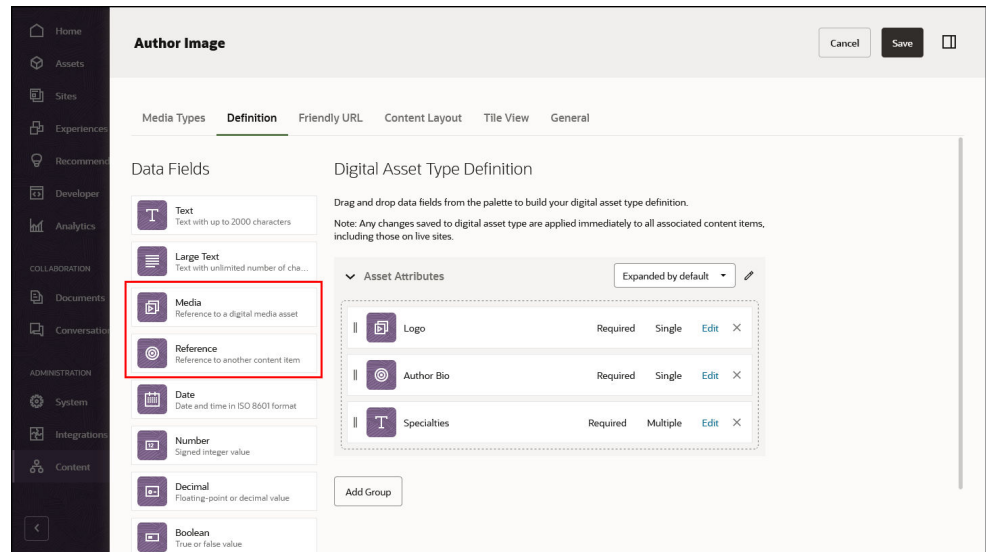 Home
Assets
Sites
Experiences
Recommend
Developer
Analytics
COLLABORATION
Documents
Conversation
ADMINISTRATION
System
Integrations
Content
Author Image
Cancel
Save
Media Types Definition Friendly URL Content Layout Tile View General
Data Fields
Text
Text with up to 2000 characters
Large Text
Text with unlimited number of cha...
Media
Reference to a digital media asset
Reference
Reference to another content item
Date
Date and time in ISO 8601 format
Number
Signed integer value
Decimal
Floating-point or decimal value
Boolean
True or false value
Digital Asset Type Definition
Drag and drop data fields from the palette to build your digital asset type definition.
Note: Any changes saved to digital asset type are applied immediately to all associated content items,
including those on live sites.
Asset Attributes
Expanded by default
Logo Required Single Edit
Author Bio Required Single Edit
Specialties Required Multiple Edit
Add Group